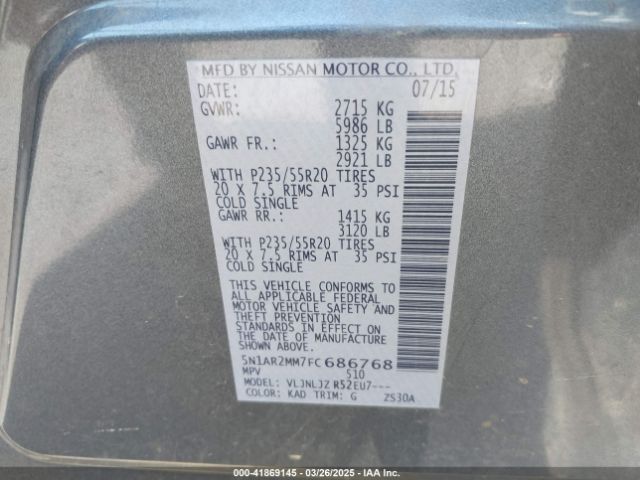 MFD BY NISSAN MOTOR CO., LTD.
DATE: 07/15
GVWR: 2715 KG
5986 LB
GAWR FR.: 1325 KG
2921 LB
WITH P235/55R20 TIRES
20 X 7.5 RIMS AT 35 PSI
COLD SINGLE
GAWR RR.: 1415 KG
3120 LB
WITH P235/55R20 TIRES
20 X 7.5 RIMS AT 35 PSI
COLD SINGLE
THIS VEHICLE CONFORMS TO
ALL APPLICABLE FEDERAL
MOTOR VEHICLE SAFETY AND
THEFT PREVENTION
STANDARDS IN EFFECT ON
THE DATE OF MANUFACTURE
SHOWN ABOVE.
5N1AR2MM7FC686768
MPV 510
MODEL: VLJNLJZ R52EU7---
COLOR: KAD TRIM: G ZS30A
000-41869145 - 03/26/2025 - IAA Inc.